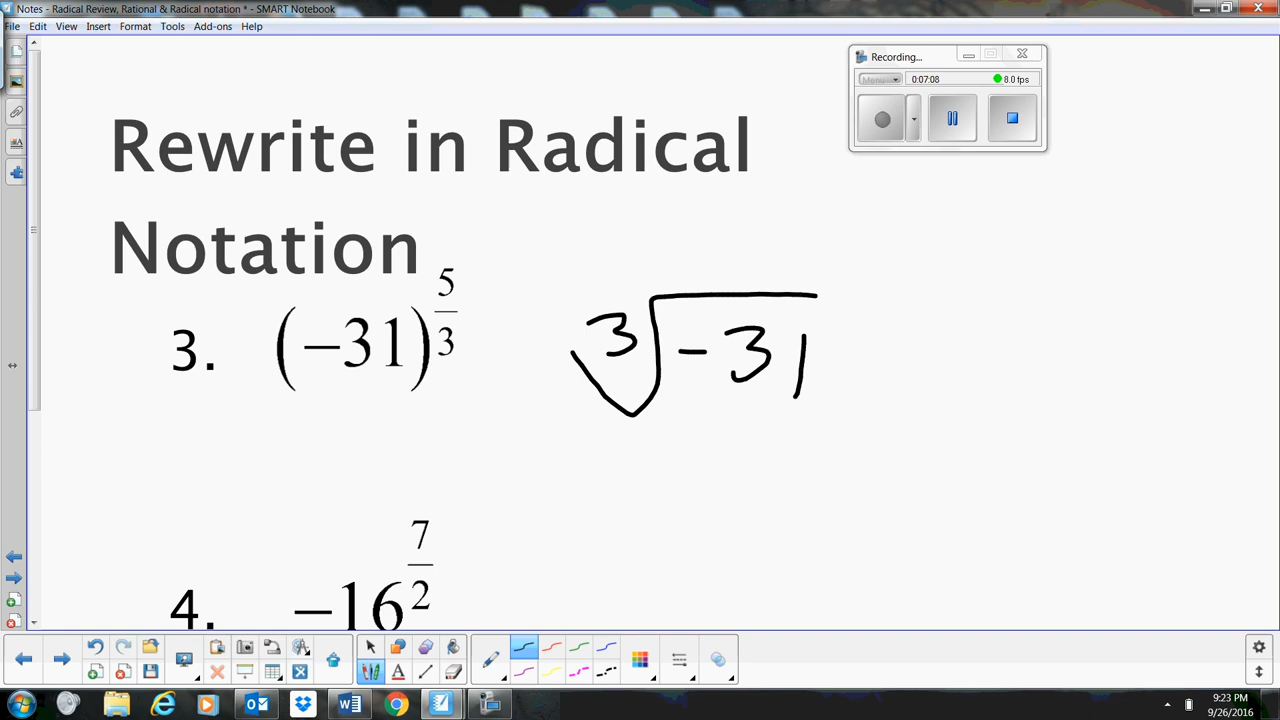 Notes - Radical Review, Rational & Radical notation * - SMART Notebook
File Edit View Insert Format Tools Add-ons Help
Recording...
Menu 0:07:08 8.0 fps
Rewrite in Radical
Notation
3. (−31)^(5/3) ∛−31
4. −16^(7/2)
9:23 PM
9/26/2016